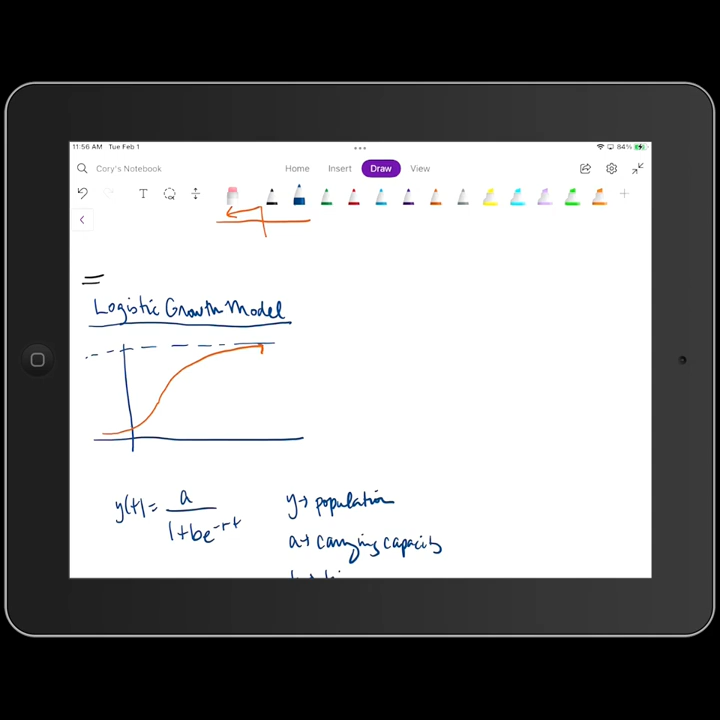 11:56 AM Tue Feb 1
84%
Cory's Notebook
Home Insert Draw View
T
Logistic Growth Model
y(t) = a / 1+be^-rt
y → population
a → carrying capacity